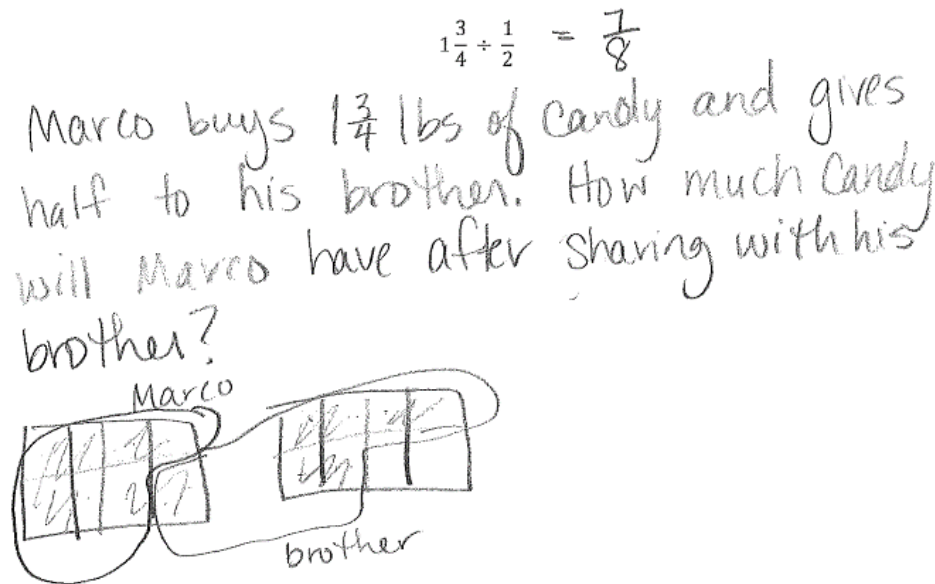 1 3/4 ÷ 1/2 = 7/8
Marco buys 1 3/4 lbs of candy and gives
half to his brother. How much Candy
will Marco have after sharing with his
brother?
Marco
brother